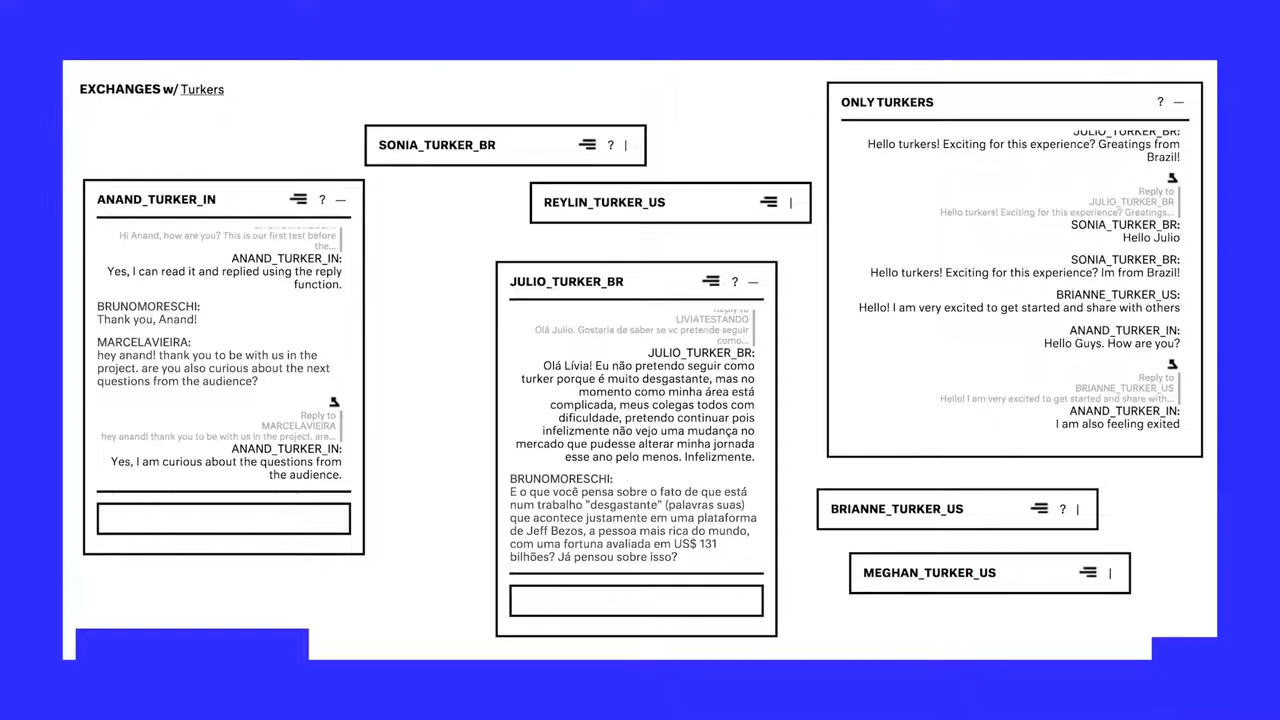 EXCHANGES w/ Turkers
SONIA_TURKER_BR ? |
REYLIN_TURKER_US |
ANAND_TURKER_IN ? —
Hi Anand, how are you? This is our first test before
the...
ANAND_TURKER_IN:
Yes, I can read it and replied using the reply
function.
BRUNOMORESCHI:
Thank you, Anand!
MARCELAVIEIRA:
hey anand! thank you to be with us in the
project. are you also curious about the next
questions from the audience?
Reply to
MARCELAVIEIRA
hey anand! thank you to be with us in the project. are...
ANAND_TURKER_IN:
Yes, I am curious about the questions from
the audience.
JULIO_TURKER_BR ? —
Reply to
LIVIATESTANDO
Olá Julio. Gostaria de saber se vc pretende seguir
como...
JULIO_TURKER_BR:
Olá Lívia! Eu não pretendo seguir como
turker porque é muito desgastante, mas no
momento como minha área está
complicada, meus colegas todos com
dificuldade, pretendo continuar pois
infelizmente não vejo uma mudança no
mercado que pudesse alterar minha jornada
esse ano pelo menos. Infelizmente.
BRUNOMORESCHI:
E o que você pensa sobre o fato de que está
num trabalho "desgastante" (palavras suas)
que acontece justamente em uma plataforma
de Jeff Bezos, a pessoa mais rica do mundo,
com uma fortuna avaliada em US$ 131
bilhões? Já pensou sobre isso?
ONLY TURKERS ? —
JULIO_TURKER_BR:
Hello turkers! Exciting for this experience? Greatings from
Brazil!
Reply to
JULIO_TURKER_BR
Hello turkers! Exciting for this experience? Greatings...
SONIA_TURKER_BR:
Hello Julio
SONIA_TURKER_BR:
Hello turkers! Exciting for this experience? Im from Brazil!
BRIANNE_TURKER_US:
Hello! I am very excited to get started and share with others
ANAND_TURKER_IN:
Hello Guys. How are you?
Reply to
BRIANNE_TURKER_US
Hello! I am very excited to get started and share with...
ANAND_TURKER_IN:
I am also feeling exited
BRIANNE_TURKER_US ? |
MEGHAN_TURKER_US |